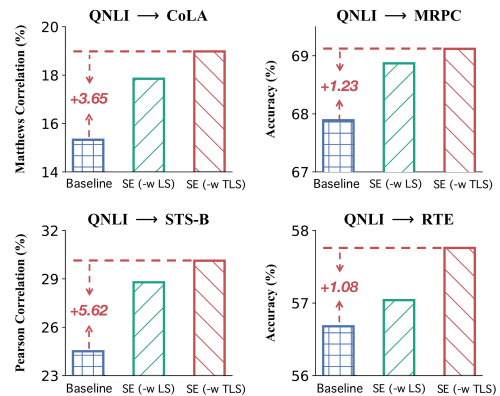 QNLI → CoLA
Matthews Correlation (%)
20
18
16
14
+3.65
Baseline
SE (-w LS)
SE (-w TLS)
QNLI → MRPC
Accuracy (%)
69
68
67
+1.23
Baseline
SE (-w LS)
SE (-w TLS)
QNLI → STS-B
Pearson Correlation (%)
32
29
26
23
+5.62
Baseline
SE (-w LS)
SE (-w TLS)
QNLI → RTE
Accuracy (%)
58
57
56
+1.08
Baseline
SE (-w LS)
SE (-w TLS)